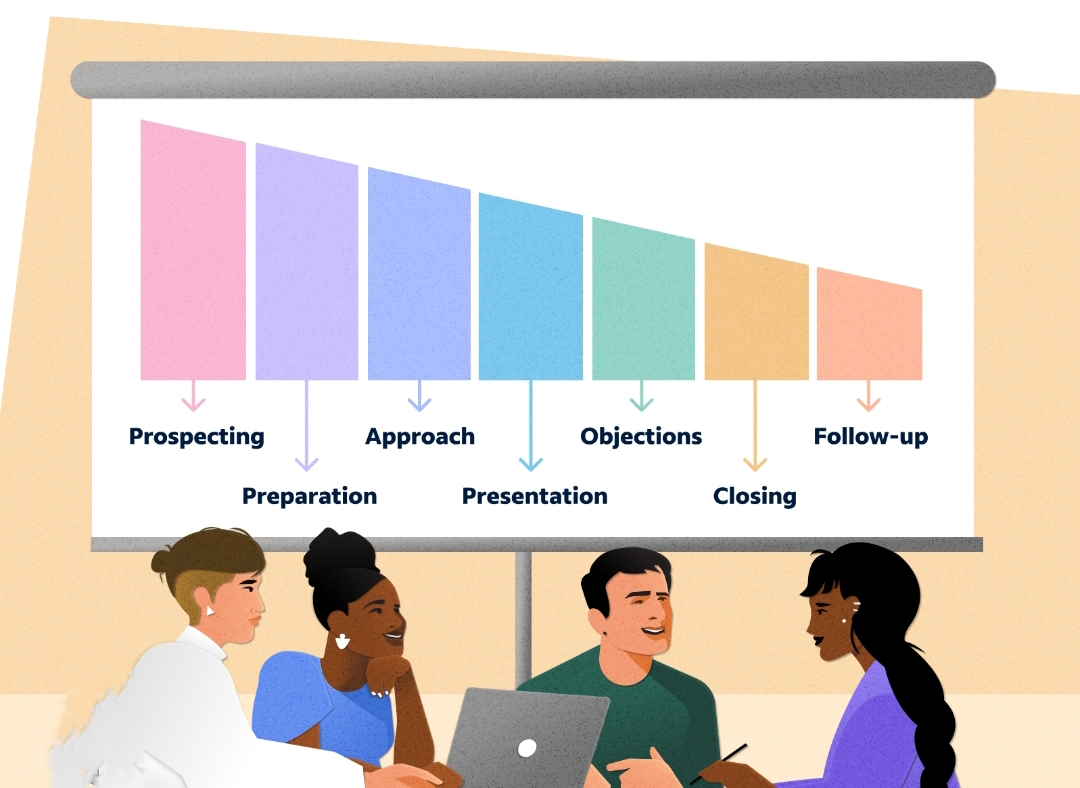 Prospecting
Preparation
Approach
Presentation
Objections
Closing
Follow-up